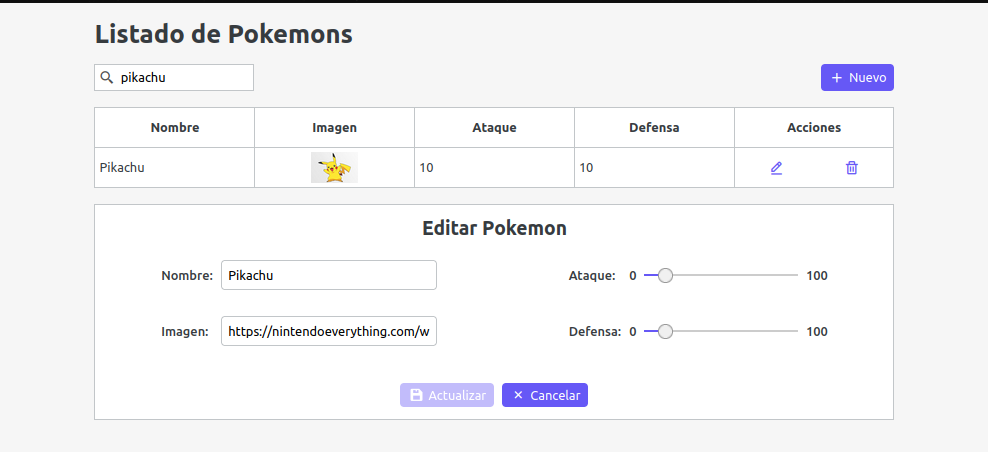 Listado de Pokemons
pikachu
Nuevo
Nombre Imagen Ataque Defensa Acciones
Pikachu 10 10
Editar Pokemon
Nombre: Pikachu Ataque: 0 100
Imagen: https://nintendoeverything.com/w Defensa: 0 100
Actualizar Cancelar